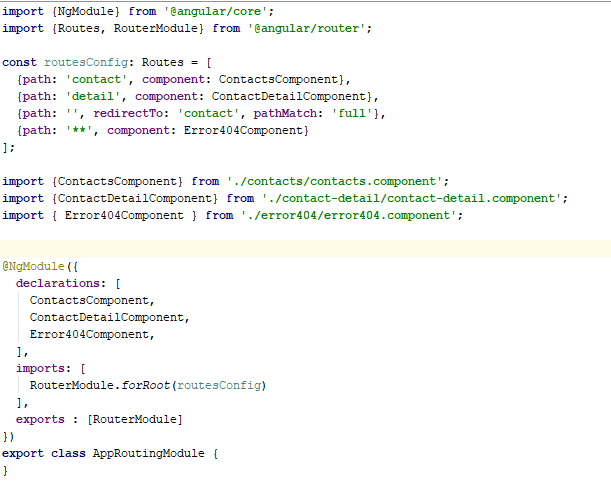 import {NgModule} from '@angular/core';
import {Routes, RouterModule} from '@angular/router';
const routesConfig: Routes = [
  {path: 'contact', component: ContactsComponent},
  {path: 'detail', component: ContactDetailComponent},
  {path: '', redirectTo: 'contact', pathMatch: 'full'},
  {path: '**', component: Error404Component}
];
import {ContactsComponent} from './contacts/contacts.component';
import {ContactDetailComponent} from './contact-detail/contact-detail.component';
import { Error404Component } from './error404/error404.component';
@NgModule({
  declarations: [
    ContactsComponent,
    ContactDetailComponent,
    Error404Component,
  ],
  imports: [
    RouterModule.forRoot(routesConfig)
  ],
  exports : [RouterModule]
})
export class AppRoutingModule {
}